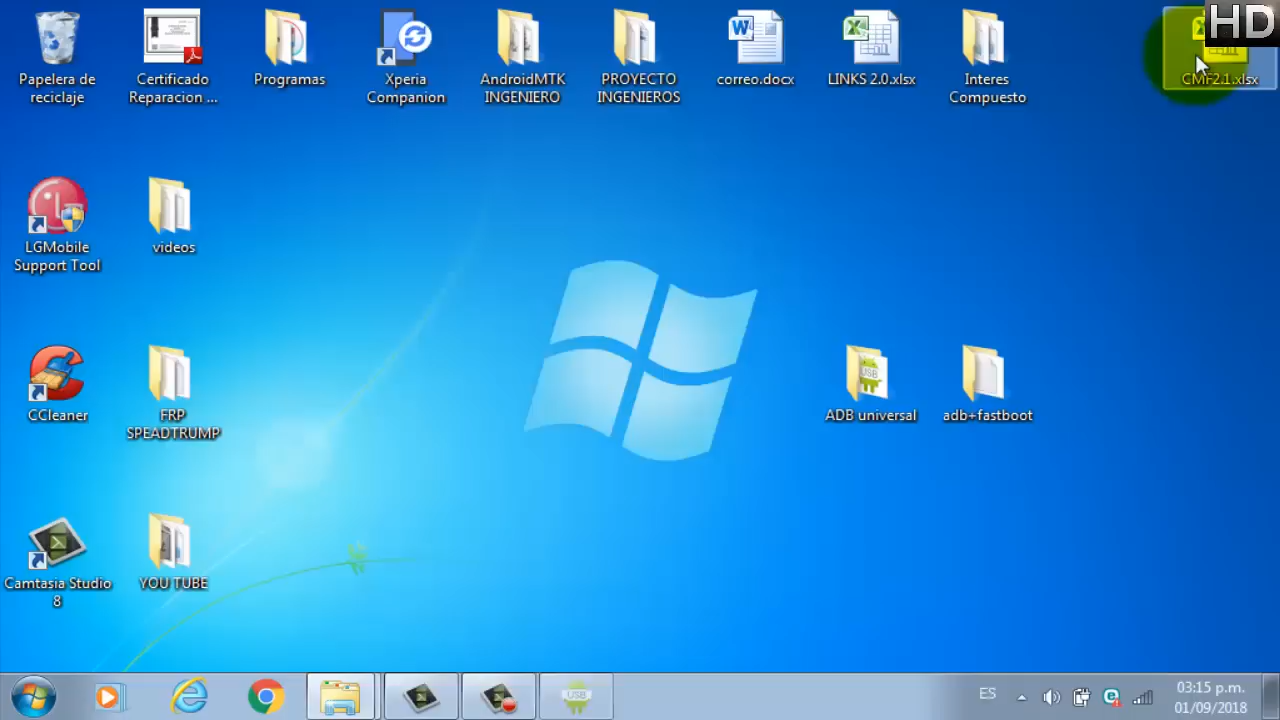 HD
Papelera de
reciclaje
Certificado
Reparacion ...
Programas
Xperia
Companion
AndroidMTK
INGENIERO
PROYECTO
INGENIEROS
correo.docx
LINKS 2.0.xlsx
Interes
Compuesto
CMF2.1.xlsx
LGMobile
Support Tool
videos
CCleaner
FRP
SPEADTRUMP
USB
ADB universal
adb+fastboot
Camtasia Studio
8
YOU TUBE
USB
ES
03:15 p.m.
01/09/2018